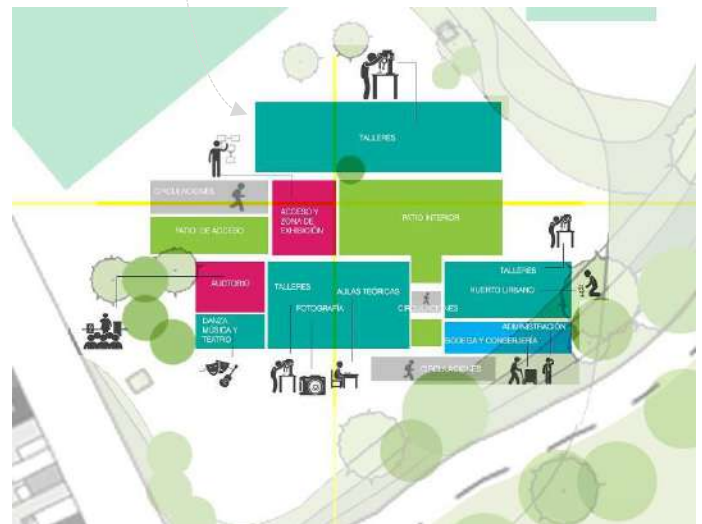 TALLERES
CIRCULACIONES
ACCESO Y
ZONA DE
EXHIBICIÓN
PATIO DE ACCESO
PATIO INTERIOR
TALLERES
AUDITORIO
TALLERES
AULAS TEÓRICAS
HUERTO URBANO
FOTOGRAFÍA
CIRCULACIONES
DANZA
MÚSICA Y
TEATRO
ADMINISTRACIÓN
BODEGA Y CONSERJERÍA
CIRCULACIONES